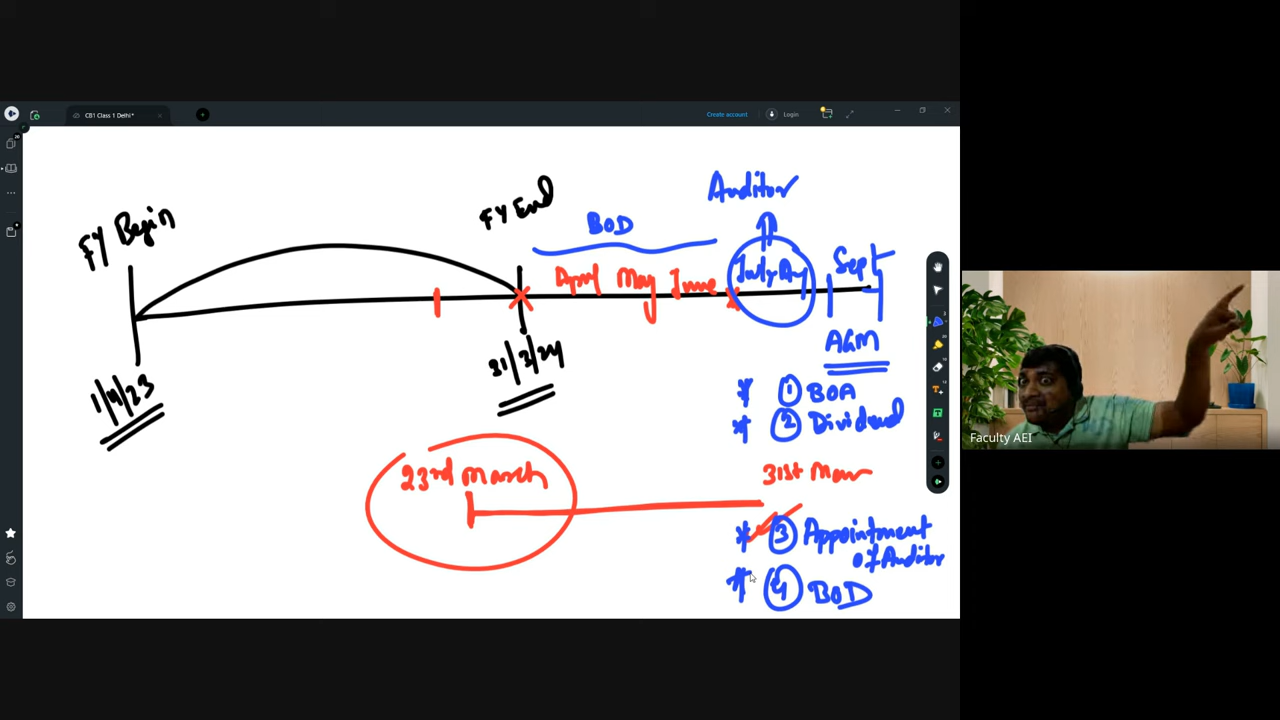 CB1 Class 1 Delhi*
Create account
Login
Auditor
FY Begin
FY End
BOD
April May June
July Aug
Sept
AGM
1/4/23
31/3/24
① BOA
② Dividend
23rd March
31st Mar
③ Appointment
of Auditor
④ BOD
Faculty AEI